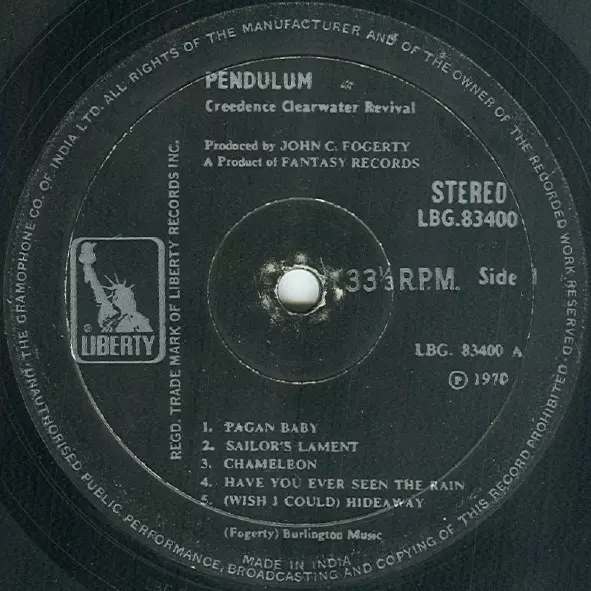 THE GRAMOPHONE CO. OF INDIA LTD. ALL RIGHTS OF THE MANUFACTURER AND OF THE OWNER OF THE RECORDED WORK RESERVED.
UNAUTHORISED PUBLIC PERFORMANCE, BROADCASTING AND COPYING OF THIS RECORD PROHIBITED.
PENDULUM
Creedence Clearwater Revival
Produced by JOHN C. FOGERTY
A Product of FANTASY RECORDS
STEREO
LBG.83400
REGD. TRADE MARK OF LIBERTY RECORDS INC.
LIBERTY
33⅓ R.P.M. Side 1
LBG. 83400 A
℗ 1970
1. PAGAN BABY
2. SAILOR'S LAMENT
3. CHAMELEON
4. HAVE YOU EVER SEEN THE RAIN
5. (WISH I COULD) HIDEAWAY
(Fogerty) Burlington Music
MADE IN INDIA